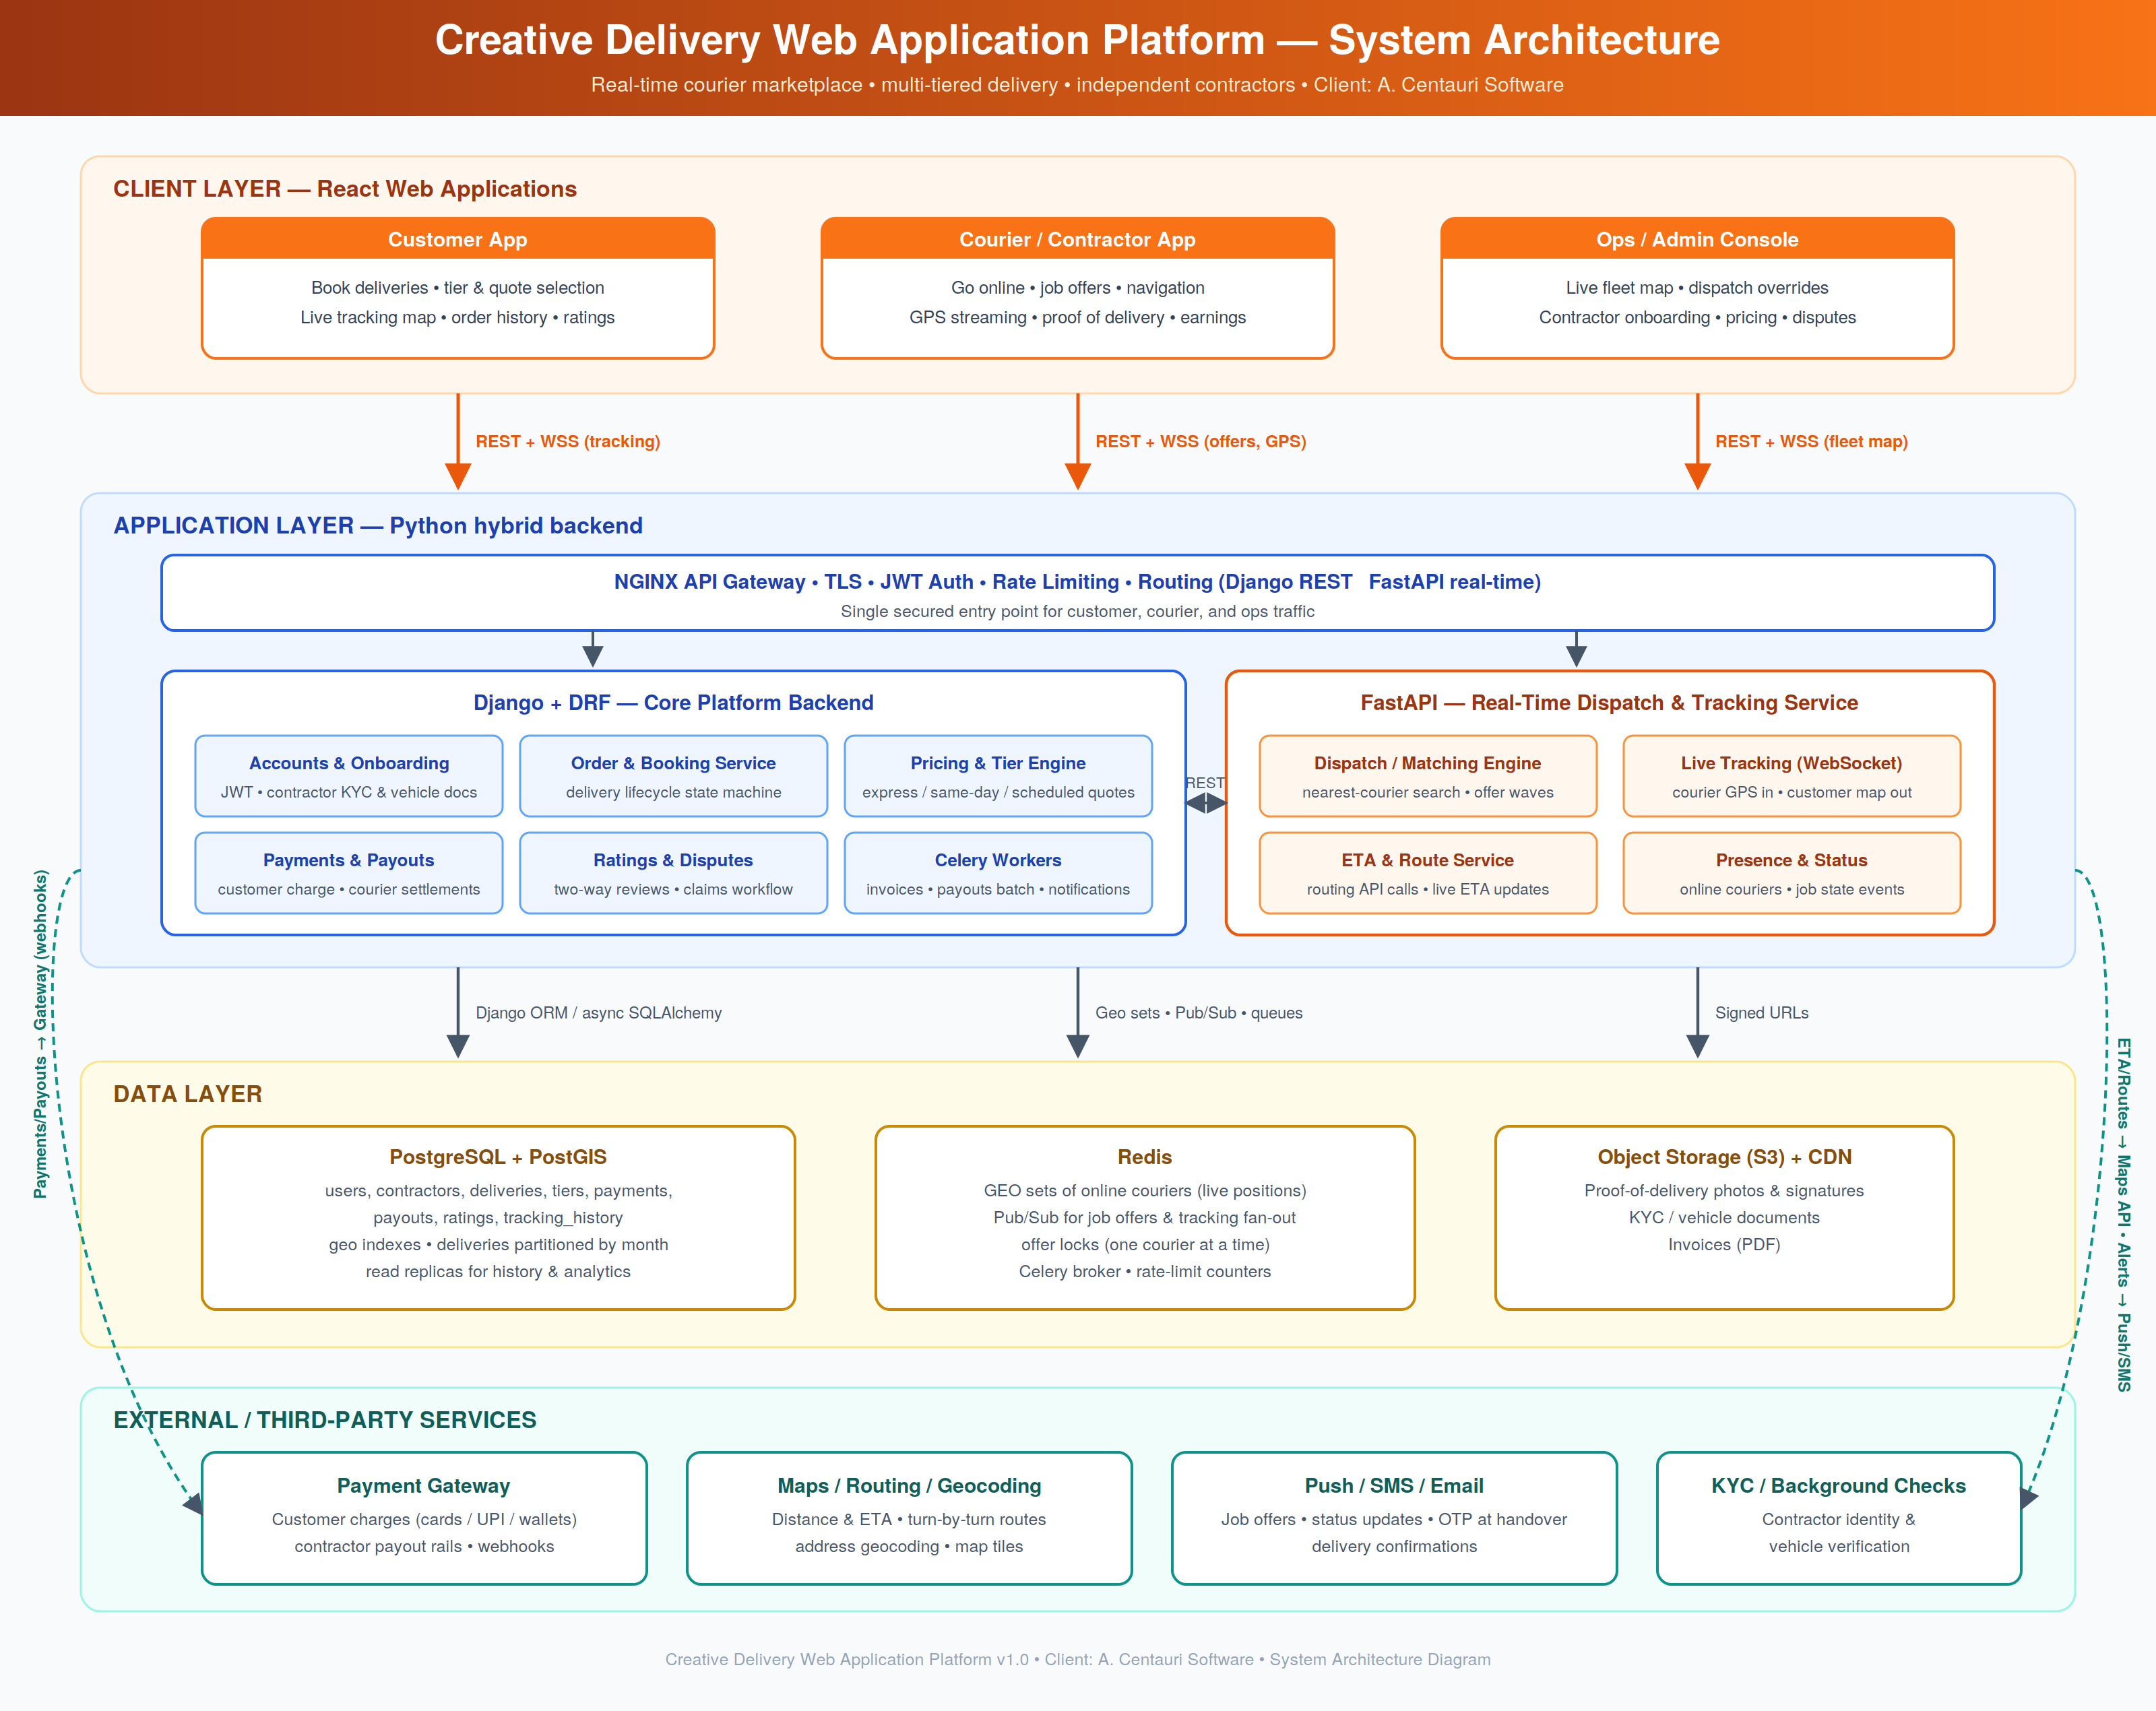 Creative Delivery Web Application Platform — System Architecture
Real-time courier marketplace • multi-tiered delivery • independent contractors • Client: A. Centauri Software
CLIENT LAYER — React Web Applications
Customer App
Book deliveries • tier & quote selection
Live tracking map • order history • ratings
Courier / Contractor App
Go online • job offers • navigation
GPS streaming • proof of delivery • earnings
Ops / Admin Console
Live fleet map • dispatch overrides
Contractor onboarding • pricing • disputes
REST + WSS (tracking)
REST + WSS (offers, GPS)
REST + WSS (fleet map)
APPLICATION LAYER — Python hybrid backend
NGINX API Gateway • TLS • JWT Auth • Rate Limiting • Routing (Django REST   FastAPI real-time)
Single secured entry point for customer, courier, and ops traffic
Django + DRF — Core Platform Backend
Accounts & Onboarding
JWT • contractor KYC & vehicle docs
Order & Booking Service
delivery lifecycle state machine
Pricing & Tier Engine
express / same-day / scheduled quotes
Payments & Payouts
customer charge • courier settlements
Ratings & Disputes
two-way reviews • claims workflow
Celery Workers
invoices • payouts batch • notifications
REST
FastAPI — Real-Time Dispatch & Tracking Service
Dispatch / Matching Engine
nearest-courier search • offer waves
Live Tracking (WebSocket)
courier GPS in • customer map out
ETA & Route Service
routing API calls • live ETA updates
Presence & Status
online couriers • job state events
Payments/Payouts → Gateway (webhooks)
ETA/Routes → Maps API • Alerts → Push/SMS
Django ORM / async SQLAlchemy
Geo sets • Pub/Sub • queues
Signed URLs
DATA LAYER
PostgreSQL + PostGIS
users, contractors, deliveries, tiers, payments,
payouts, ratings, tracking_history
geo indexes • deliveries partitioned by month
read replicas for history & analytics
Redis
GEO sets of online couriers (live positions)
Pub/Sub for job offers & tracking fan-out
offer locks (one courier at a time)
Celery broker • rate-limit counters
Object Storage (S3) + CDN
Proof-of-delivery photos & signatures
KYC / vehicle documents
Invoices (PDF)
EXTERNAL / THIRD-PARTY SERVICES
Payment Gateway
Customer charges (cards / UPI / wallets)
contractor payout rails • webhooks
Maps / Routing / Geocoding
Distance & ETA • turn-by-turn routes
address geocoding • map tiles
Push / SMS / Email
Job offers • status updates • OTP at handover
delivery confirmations
KYC / Background Checks
Contractor identity &
vehicle verification
Creative Delivery Web Application Platform v1.0 • Client: A. Centauri Software • System Architecture Diagram